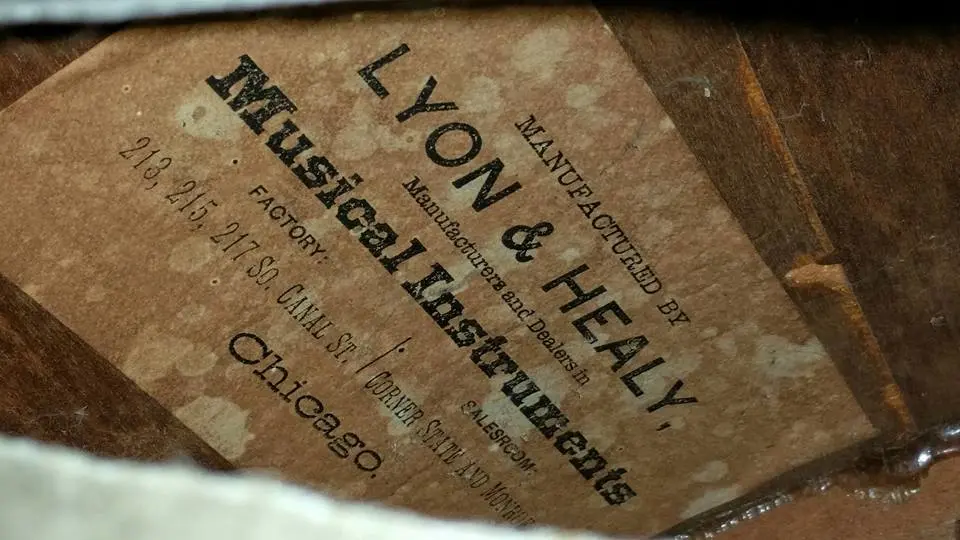 MANUFACTURED BY
LYON & HEALY,
Manufacturers and Dealers in
Musical Instruments
FACTORY: SALESROOM:
213, 215, 217 SO. CANAL ST. / CORNER STATE AND MONROE
Chicago.